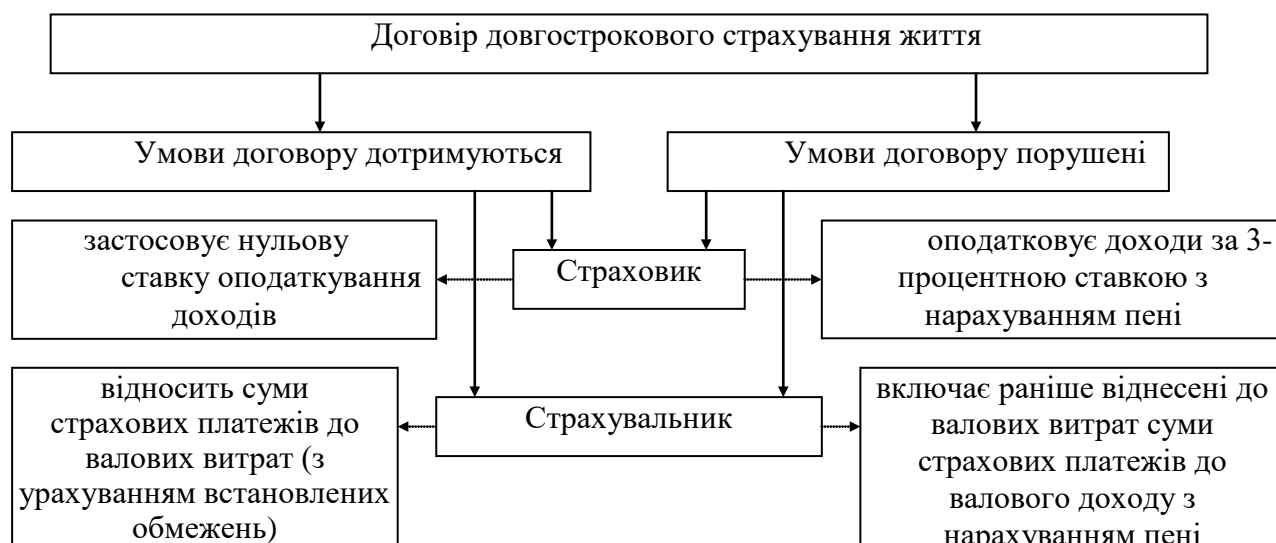 Договір довгострокового страхування життя
Умови договору дотримуються
Умови договору порушені
застосовує нульову
ставку оподаткування
доходів
Страховик
оподатковує доходи за 3-
процентною ставкою з
нарахуванням пені
відносить суми
страхових платежів до
валових витрат (з
урахуванням встановлених
обмежень)
Страхувальник
включає раніше віднесені до
валових витрат суми
страхових платежів до
валового доходу з
нарахуванням пені